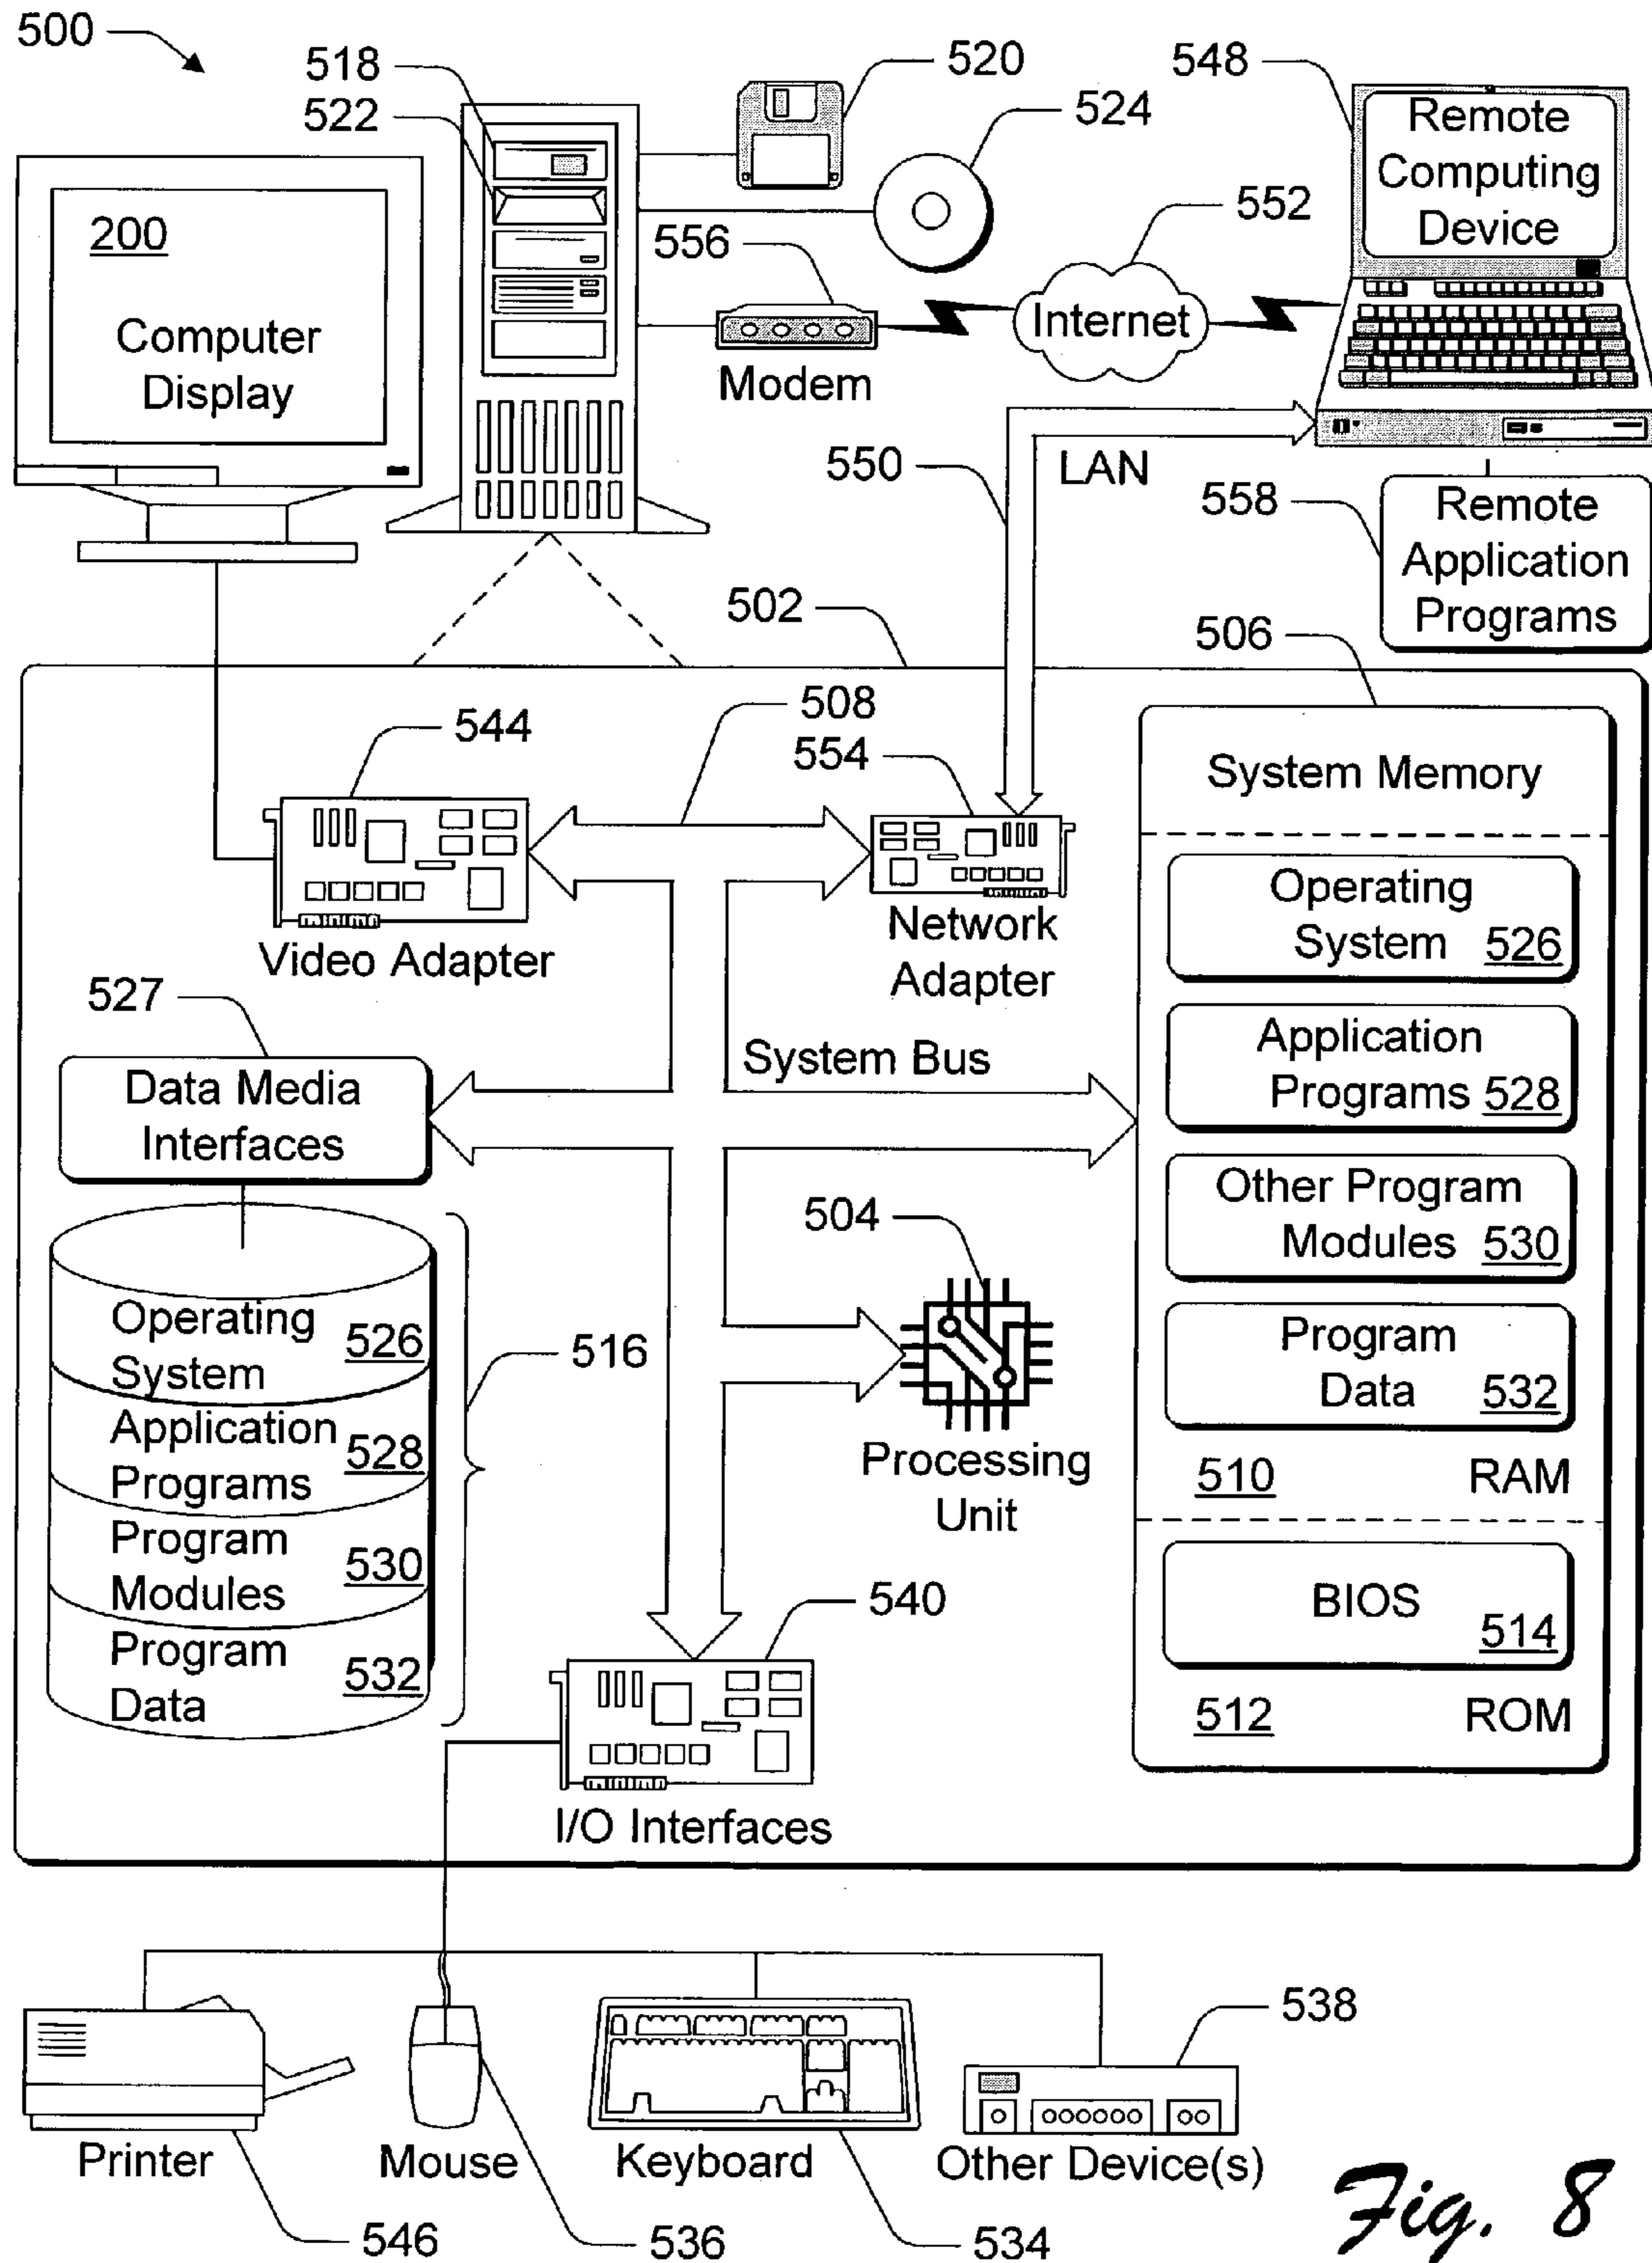 500
518
522
520
524
548
Remote
Computing
Device
200
Computer
Display
556
Modem
552
Internet
550
LAN
558
Remote
Application
Programs
502
506
508
544
554
Video Adapter
Network
Adapter
System Memory
Operating
System 526
Application
Programs 528
Other Program
Modules 530
Program
Data 532
510 RAM
BIOS
514
512 ROM
527
Data Media
Interfaces
System Bus
504
Processing
Unit
Operating
System 526
Application
Programs 528
Program
Modules 530
Program
Data 532
516
540
I/O Interfaces
538
Printer
Mouse
Keyboard
Other Device(s)
546
536
534
Fig. 8